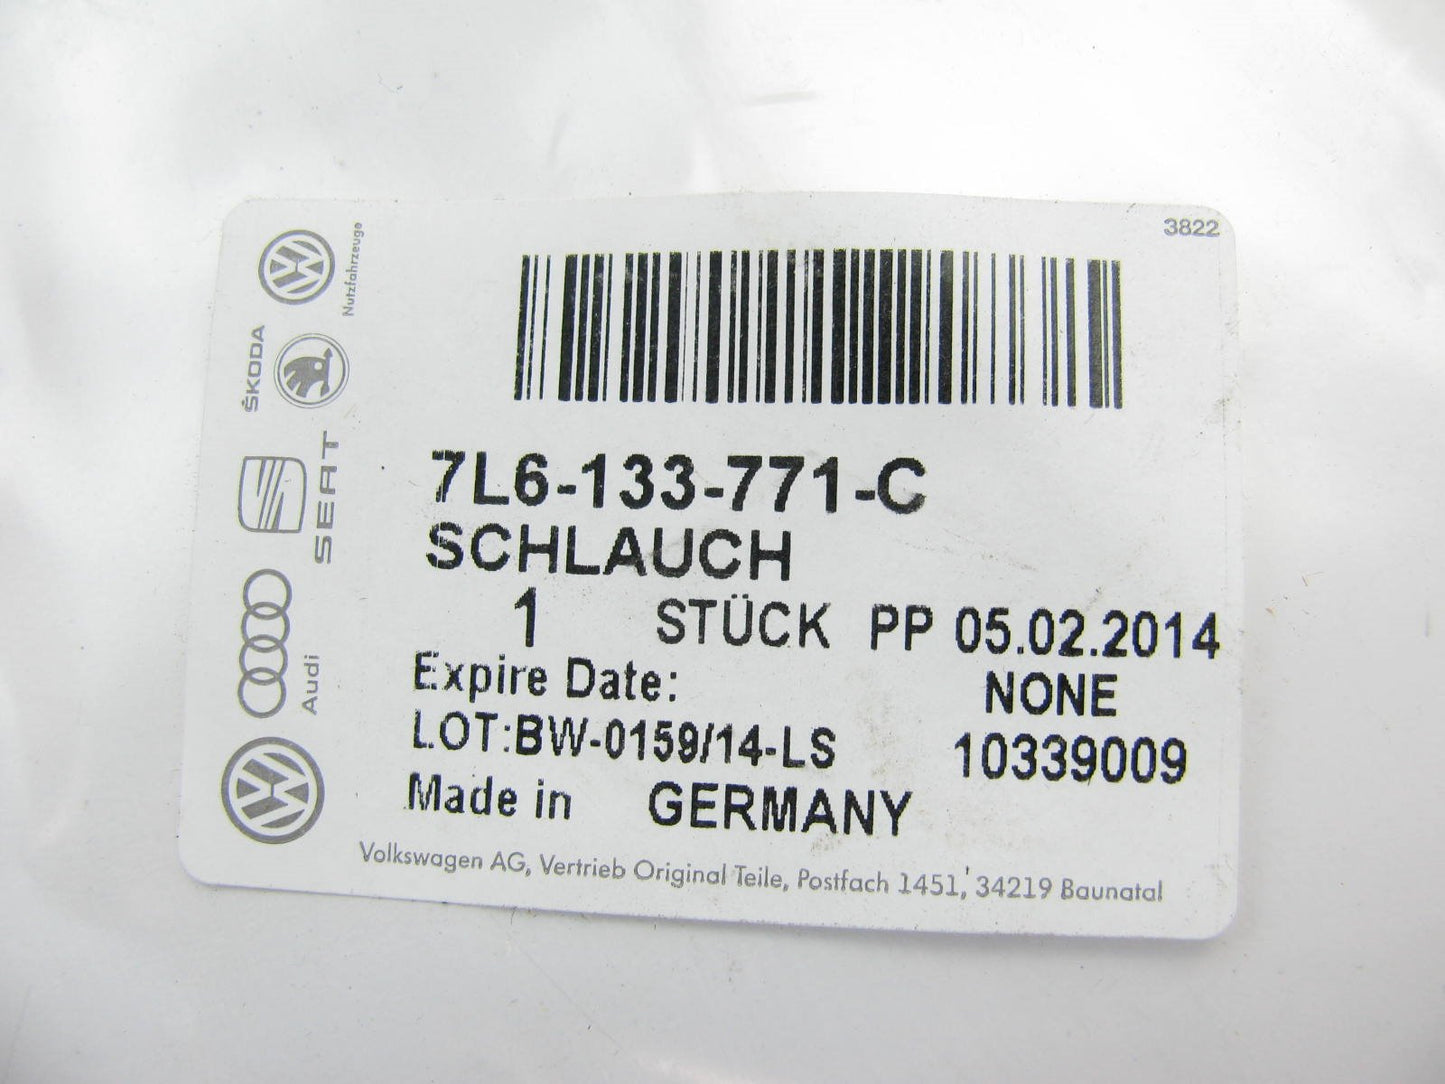 3822
Nutzfahrzeuge
ŠKODA
SEAT
Audi
7L6-133-771-C
SCHLAUCH
1 STÜCK PP 05.02.2014
Expire Date: NONE
LOT:BW-0159/14-LS 10339009
Made in GERMANY
Volkswagen AG, Vertrieb Original Teile, Postfach 1451, 34219 Baunatal